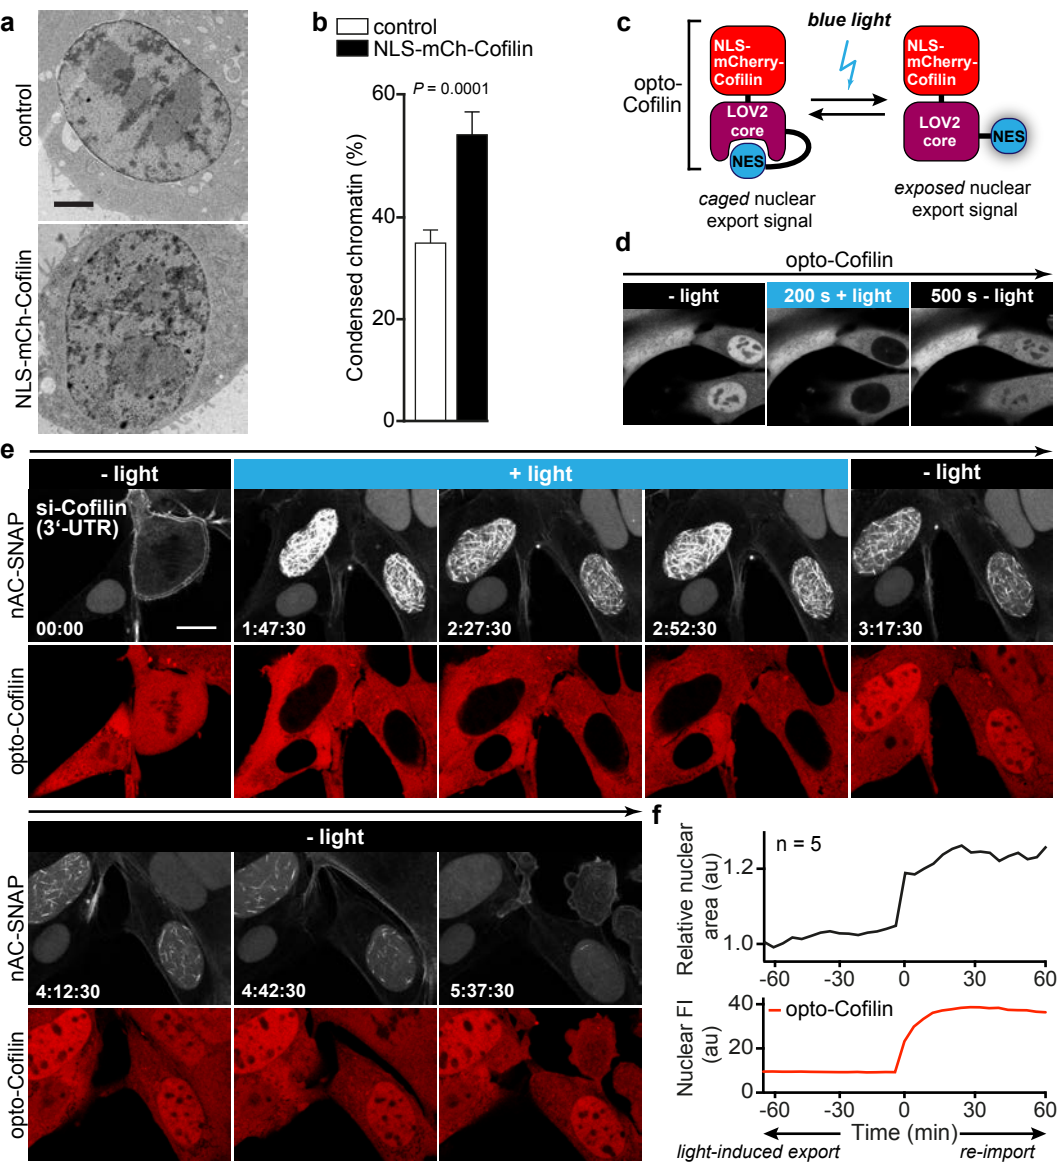 a
control
NLS-mCh-Cofilin
b
control
NLS-mCh-Cofilin
P = 0.0001
Condensed chromatin (%)
60
40
20
0
c
opto-
Cofilin
blue light
NLS-
mCherry-
Cofilin
LOV2
core
NES
caged nuclear
export signal
NLS-
mCherry-
Cofilin
LOV2
core
NES
exposed nuclear
export signal
d
opto-Cofilin
- light
200 s + light
500 s - light
e
- light
+ light
- light
nAC-SNAP
si-Cofilin
(3‘-UTR)
00:00
1:47:30
2:27:30
2:52:30
3:17:30
opto-Cofilin
- light
nAC-SNAP
4:12:30
4:42:30
5:37:30
opto-Cofilin
f
Relative nuclear
area (au)
n = 5
1.2
1.0
-60
-30
0
30
60
Nuclear FI
(au)
opto-Cofilin
40
20
0
-60
-30
0
30
60
Time (min)
light-induced export
re-import